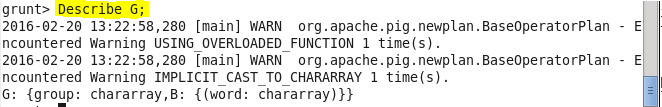 grunt> Describe G;
2016-02-20 13:22:58,280 [main] WARN  org.apache.pig.newplan.BaseOperatorPlan - E
ncountered Warning USING_OVERLOADED_FUNCTION 1 time(s).
2016-02-20 13:22:58,280 [main] WARN  org.apache.pig.newplan.BaseOperatorPlan - E
ncountered Warning IMPLICIT_CAST_TO_CHARARRAY 1 time(s).
G: {group: chararray,B: {(word: chararray)}}